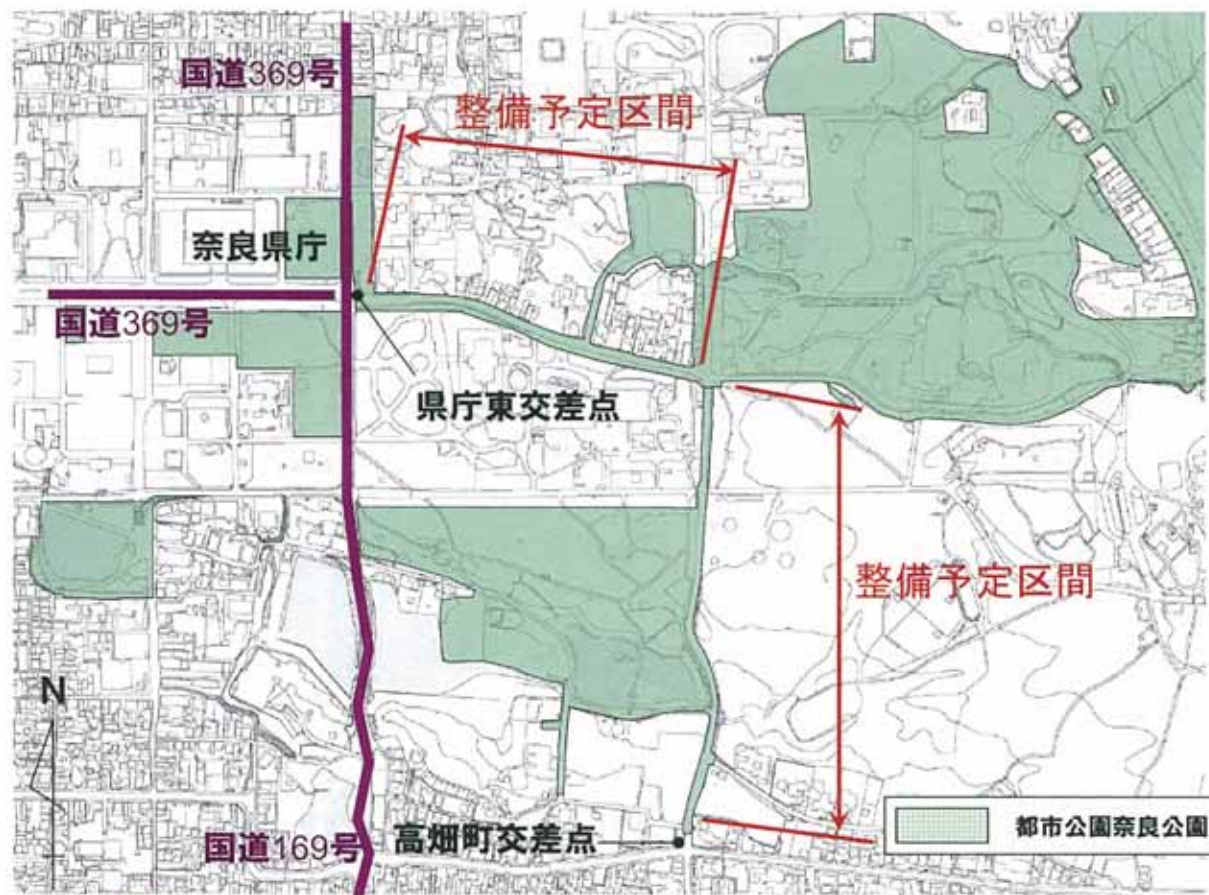 国道369号
整備予定区間
奈良県庁
国道369号
県庁東交差点
整備予定区間
N
都市公園奈良公園
高畑町交差点
国道169号